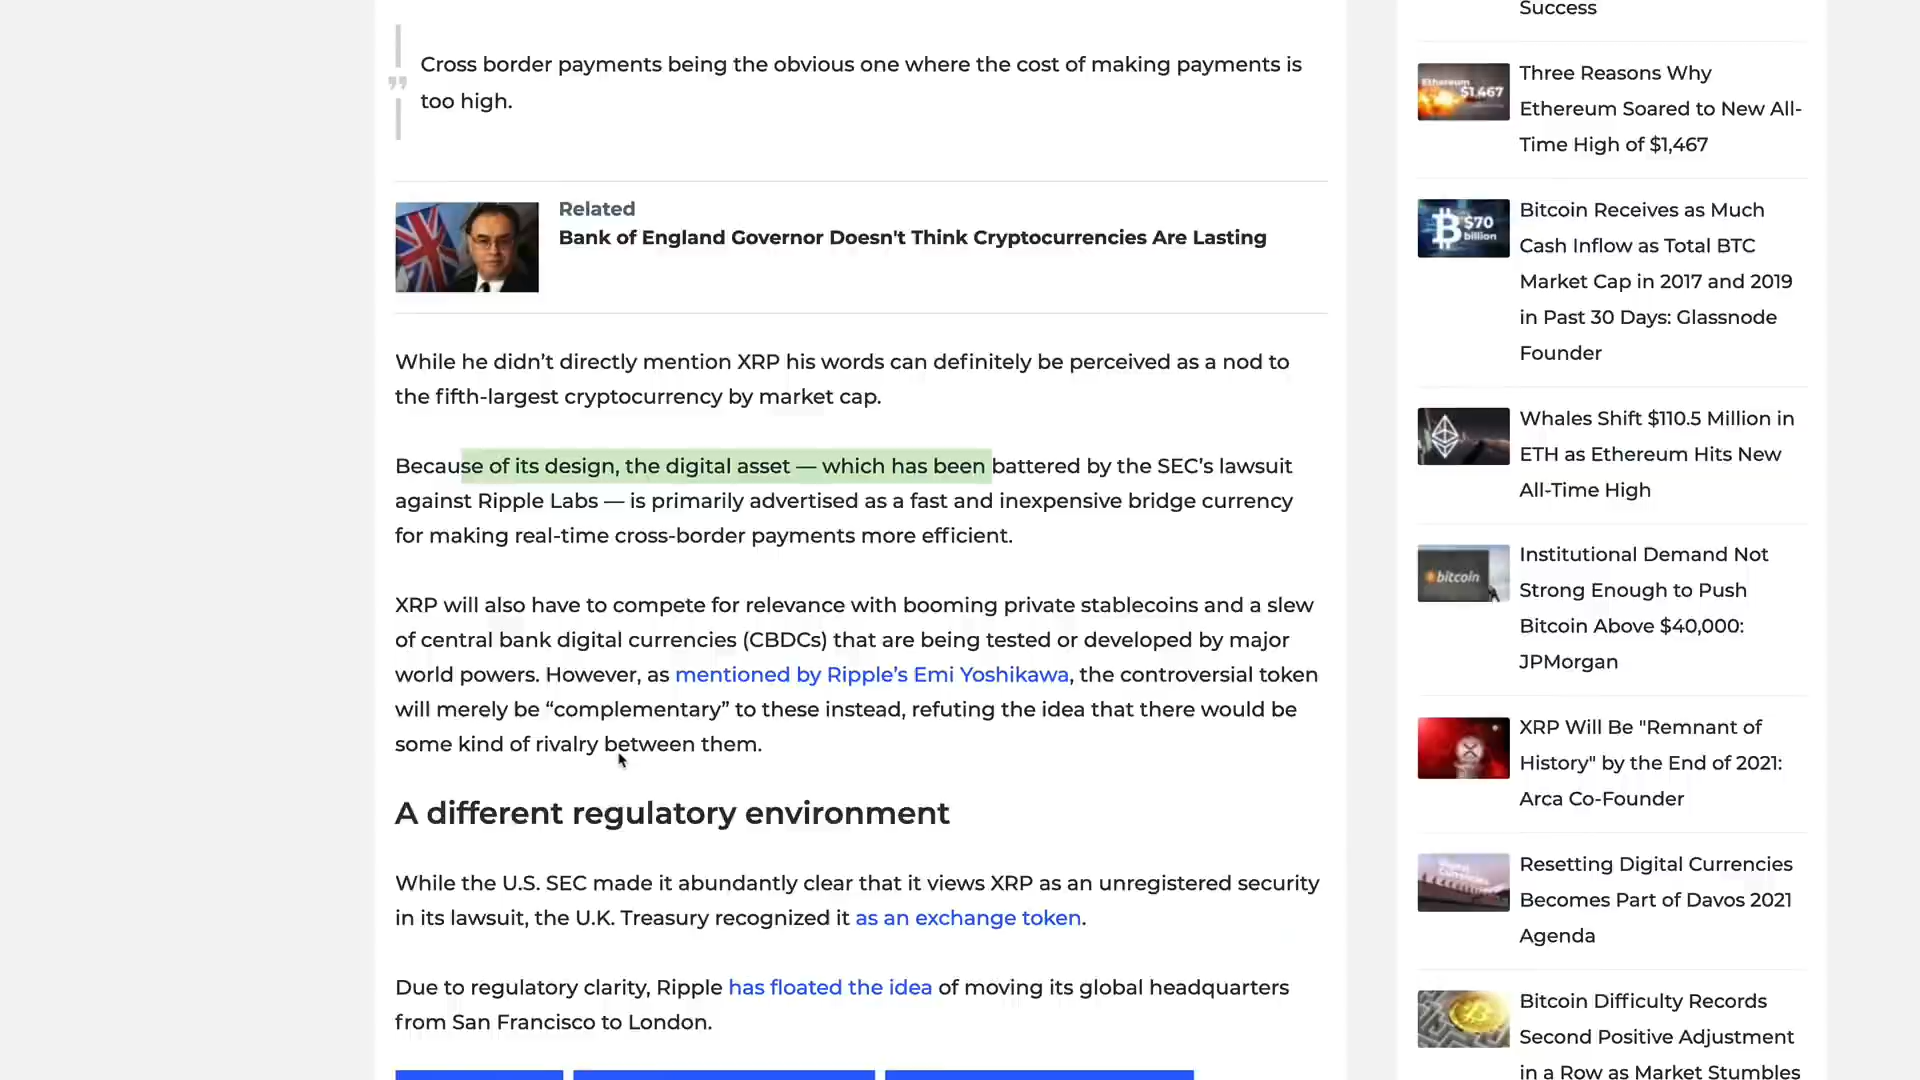 Cross border payments being the obvious one where the cost of making payments is
too high.
Related
Bank of England Governor Doesn't Think Cryptocurrencies Are Lasting
While he didn’t directly mention XRP his words can definitely be perceived as a nod to
the fifth-largest cryptocurrency by market cap.
Because of its design, the digital asset — which has been battered by the SEC’s lawsuit
against Ripple Labs — is primarily advertised as a fast and inexpensive bridge currency
for making real-time cross-border payments more efficient.
XRP will also have to compete for relevance with booming private stablecoins and a slew
of central bank digital currencies (CBDCs) that are being tested or developed by major
world powers. However, as mentioned by Ripple’s Emi Yoshikawa, the controversial token
will merely be “complementary” to these instead, refuting the idea that there would be
some kind of rivalry between them.
A different regulatory environment
While the U.S. SEC made it abundantly clear that it views XRP as an unregistered security
in its lawsuit, the U.K. Treasury recognized it as an exchange token.
Due to regulatory clarity, Ripple has floated the idea of moving its global headquarters
from San Francisco to London.
Success
Ethereum
$1,467
Three Reasons Why
Ethereum Soared to New All-
Time High of $1,467
$70
billion
Bitcoin Receives as Much
Cash Inflow as Total BTC
Market Cap in 2017 and 2019
in Past 30 Days: Glassnode
Founder
Whales Shift $110.5 Million in
ETH as Ethereum Hits New
All-Time High
bitcoin
Institutional Demand Not
Strong Enough to Push
Bitcoin Above $40,000:
JPMorgan
XRP Will Be "Remnant of
History" by the End of 2021:
Arca Co-Founder
Resetting Digital Currencies
Becomes Part of Davos 2021
Agenda
Bitcoin Difficulty Records
Second Positive Adjustment
in a Row as Market Stumbles